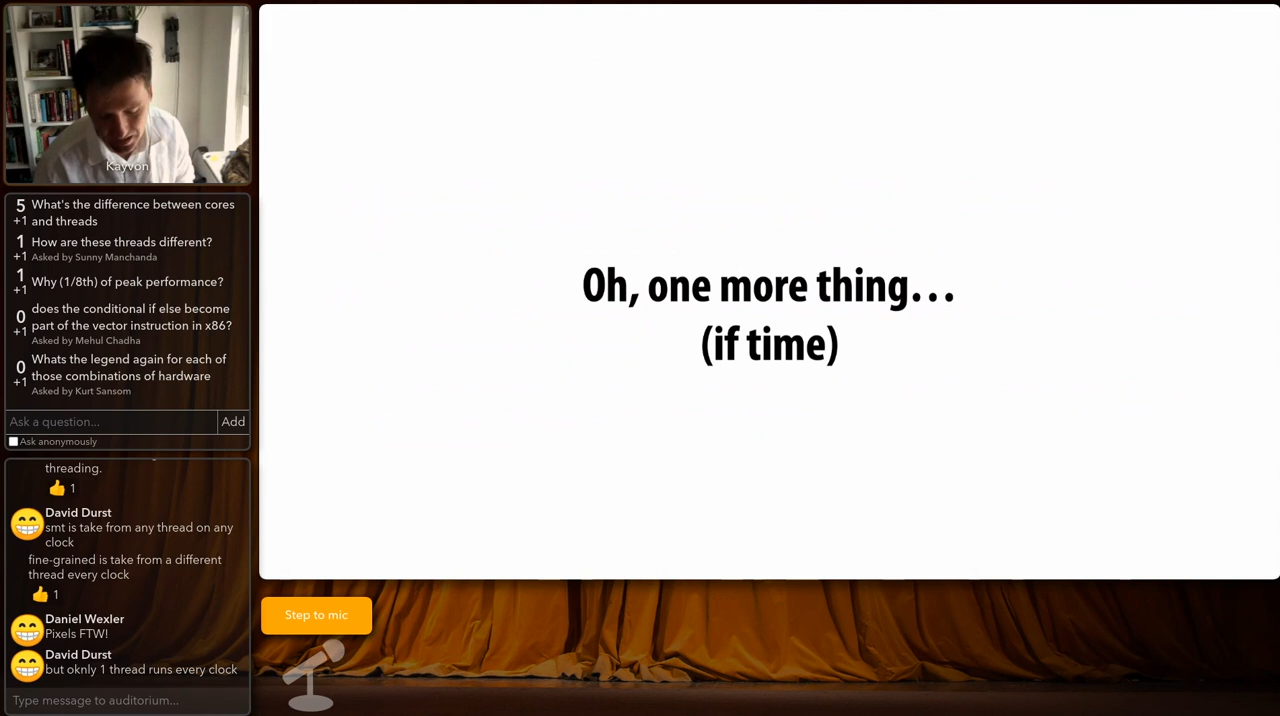 Kayvon
5 What's the difference between cores
+1 and threads
1 How are these threads different?
+1 Asked by Sunny Manchanda
1 Why (1/8th) of peak performance?
+1
does the conditional if else become
0 part of the vector instruction in x86?
+1 Asked by Mehul Chadha
Whats the legend again for each of
0 those combinations of hardware
+1 Asked by Kurt Sansom
Ask a question... Add
Ask anonymously
threading.
👍 1
David Durst
smt is take from any thread on any
clock
fine-grained is take from a different
thread every clock
👍 1
Daniel Wexler
Pixels FTW!
David Durst
but oknly 1 thread runs every clock
Type message to auditorium...
Oh, one more thing...
(if time)
Step to mic